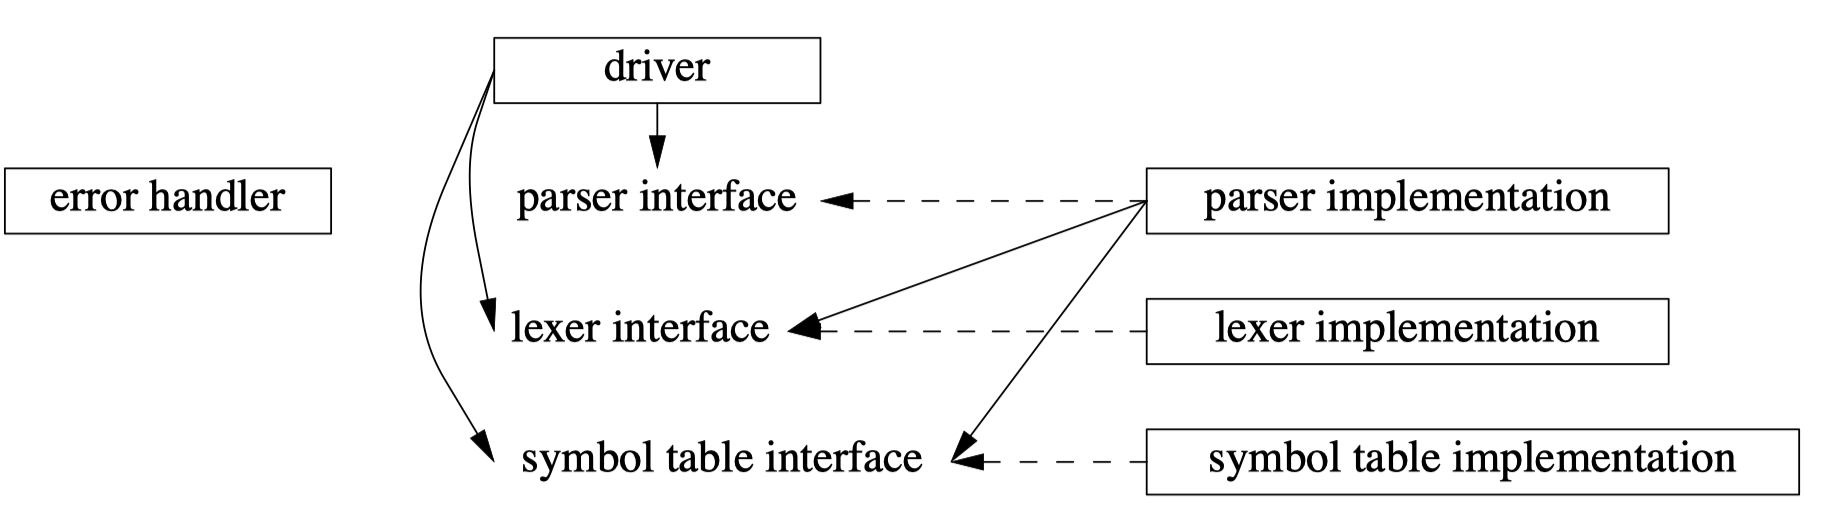 driver
error handler
parser interface
parser implementation
lexer interface
lexer implementation
symbol table interface
symbol table implementation